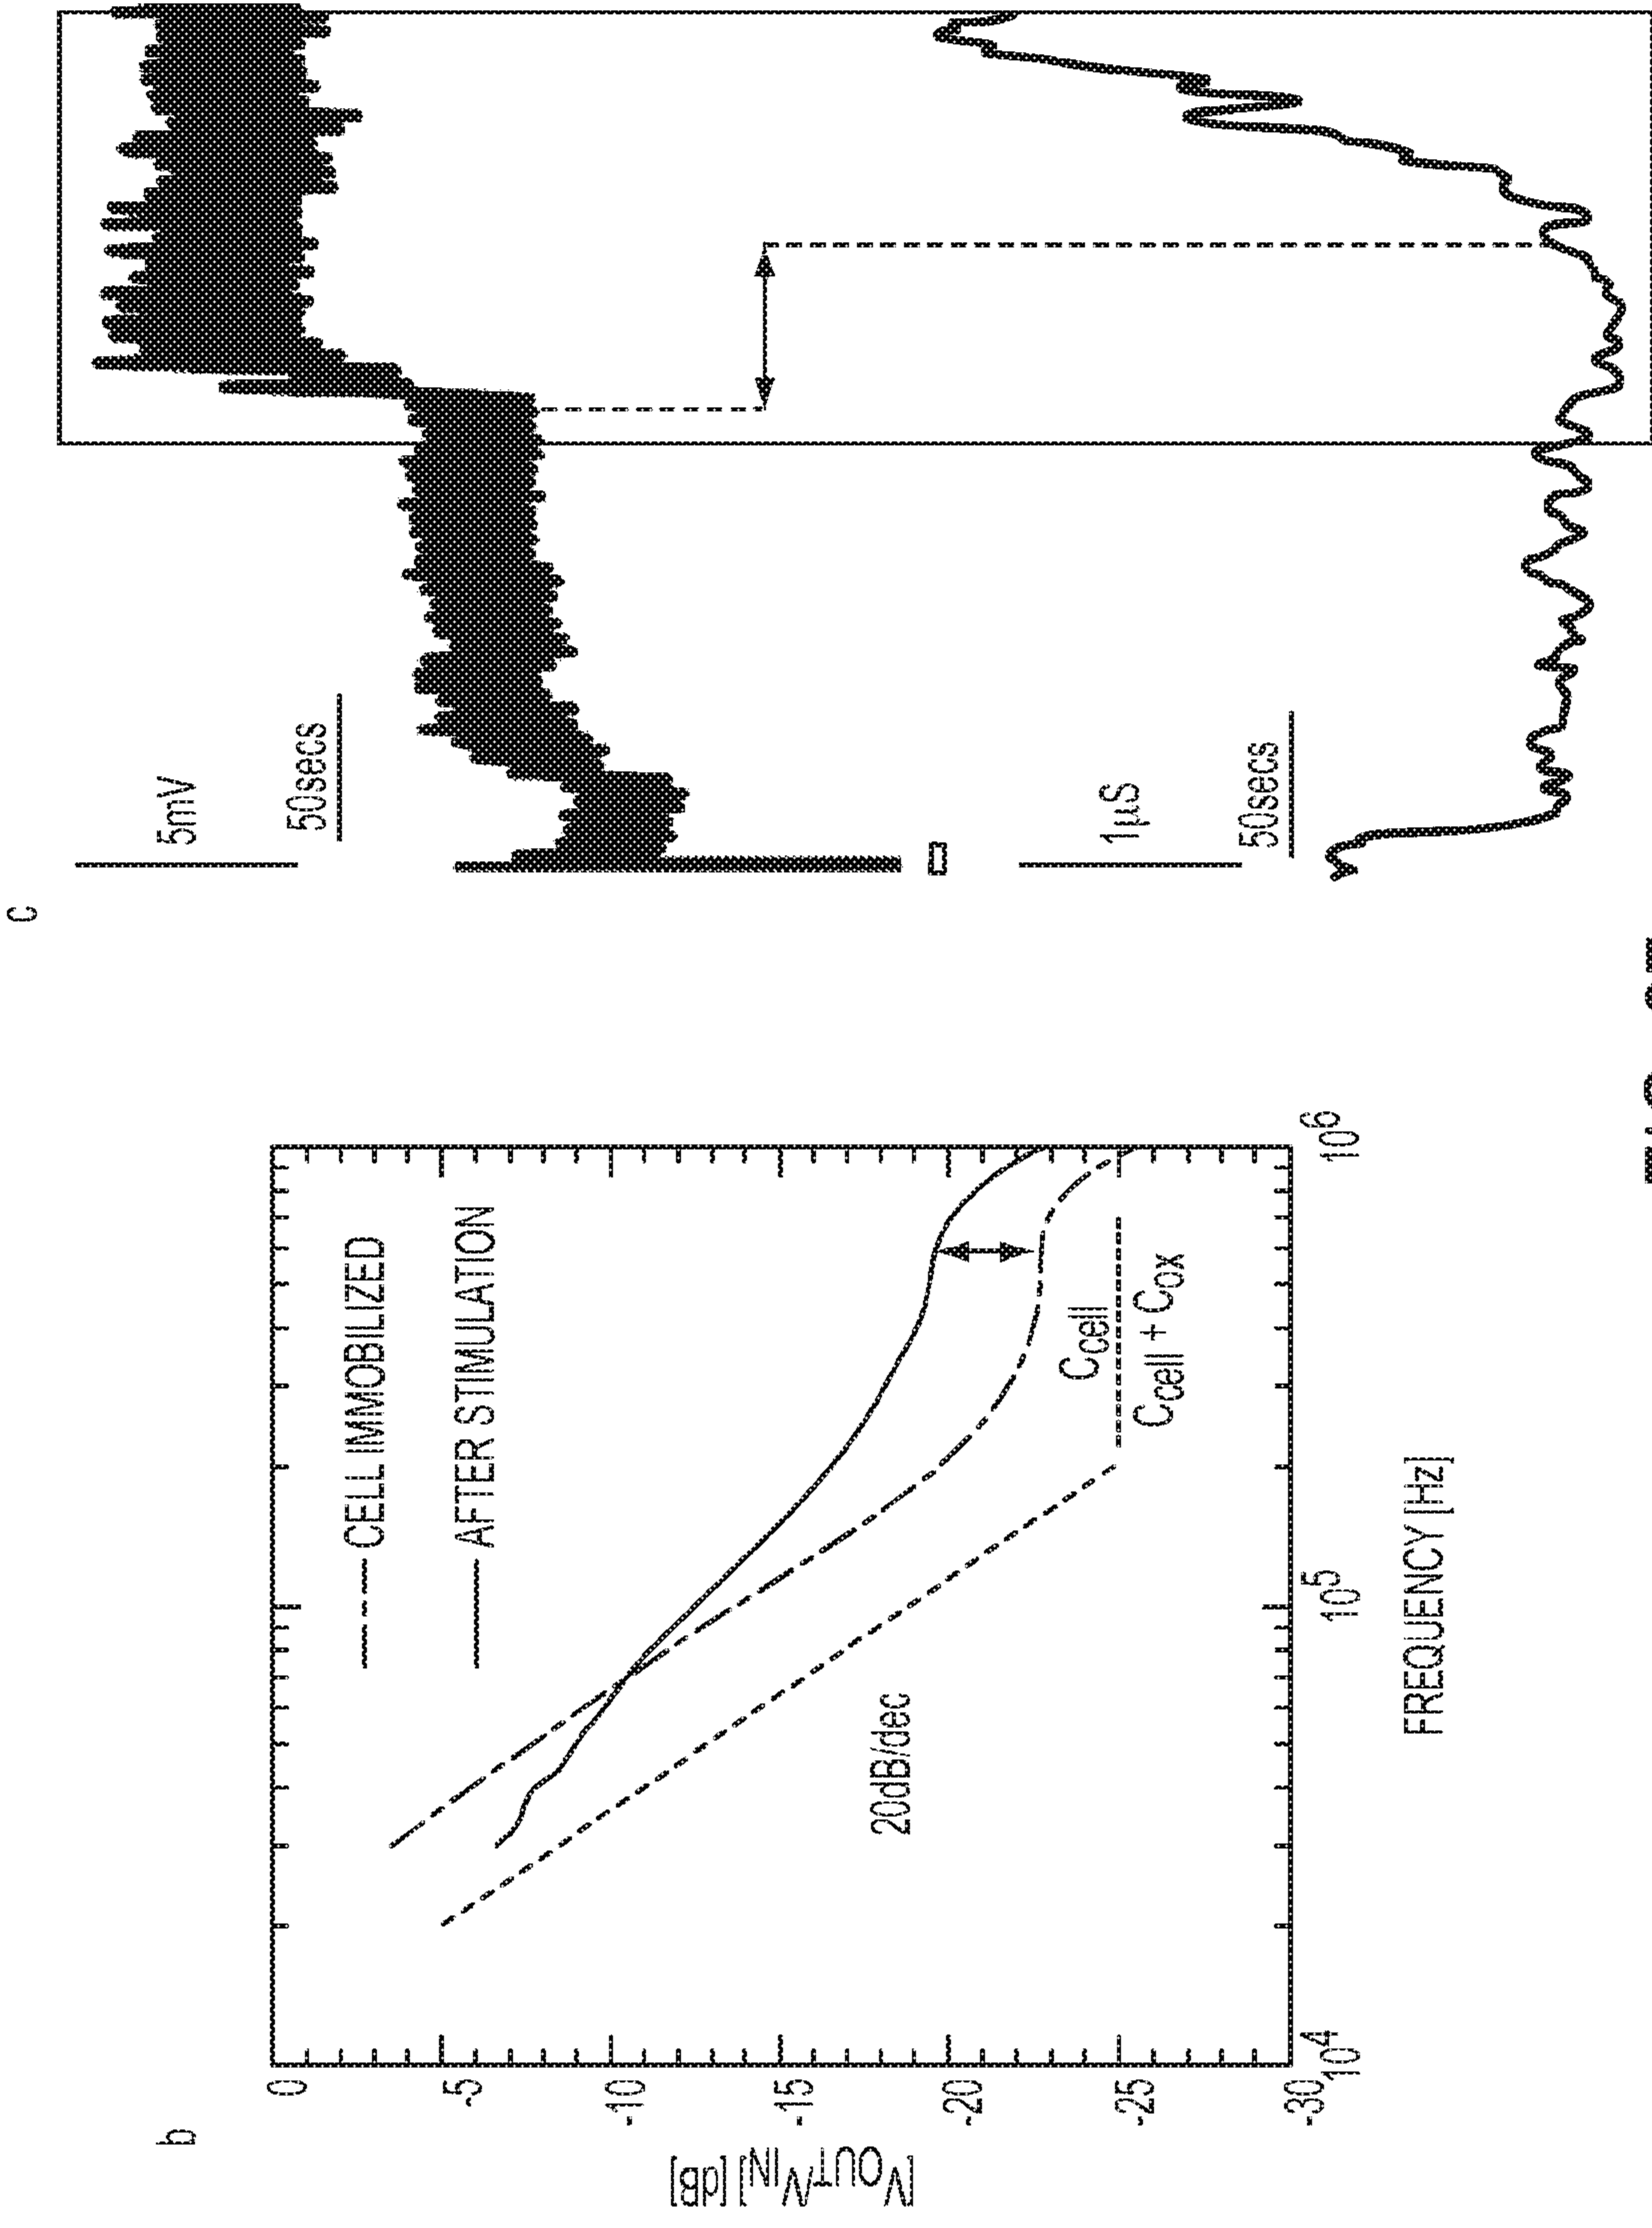 b
[V_OUT/V_IN] [dB]
0
-5
-10
-15
-20
-25
-30
10^4
10^5
10^6
FREQUENCY [Hz]
CELL IMMOBILIZED
AFTER STIMULATION
20dB/dec
C_cell
C_cell + C_ox
c
5mV
50secs
1μS
50secs